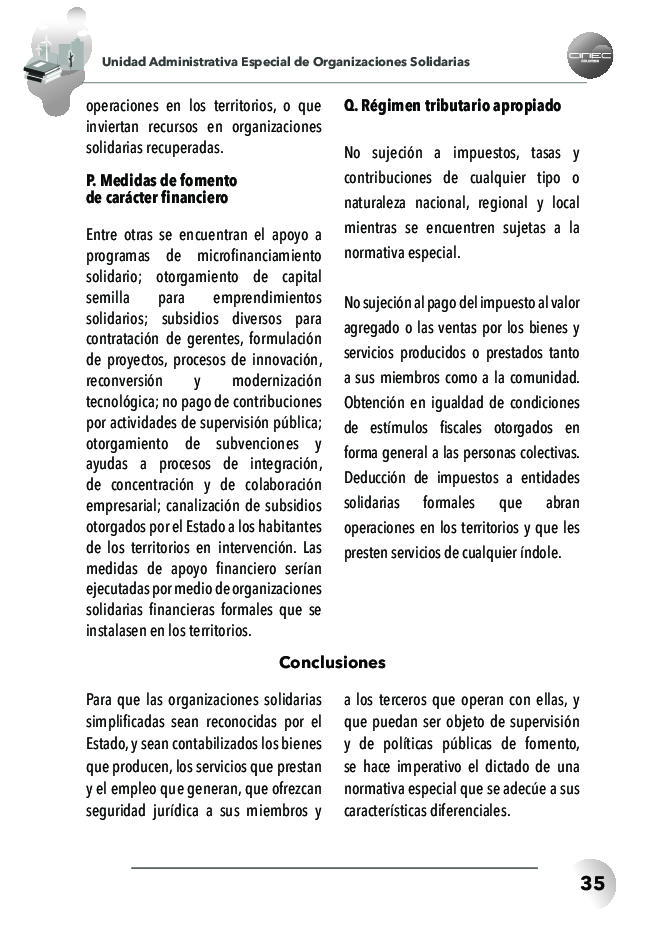 Unidad Administrativa Especial de Organizaciones Solidarias
CIRIEC
COLOMBIA
operaciones en los territorios, o que
inviertan recursos en organizaciones
solidarias recuperadas.
P. Medidas de fomento
de carácter financiero
Entre otras se encuentran el apoyo a
programas de microfinanciamiento
solidario; otorgamiento de capital
semilla para emprendimientos
solidarios; subsidios diversos para
contratación de gerentes, formulación
de proyectos, procesos de innovación,
reconversión y modernización
tecnológica; no pago de contribuciones
por actividades de supervisión pública;
otorgamiento de subvenciones y
ayudas a procesos de integración,
de concentración y de colaboración
empresarial; canalización de subsidios
otorgados por el Estado a los habitantes
de los territorios en intervención. Las
medidas de apoyo financiero serían
ejecutadas por medio de organizaciones
solidarias financieras formales que se
instalasen en los territorios.
Q. Régimen tributario apropiado
No sujeción a impuestos, tasas y
contribuciones de cualquier tipo o
naturaleza nacional, regional y local
mientras se encuentren sujetas a la
normativa especial.
No sujeción al pago del impuesto al valor
agregado o las ventas por los bienes y
servicios producidos o prestados tanto
a sus miembros como a la comunidad.
Obtención en igualdad de condiciones
de estímulos fiscales otorgados en
forma general a las personas colectivas.
Deducción de impuestos a entidades
solidarias formales que abran
operaciones en los territorios y que les
presten servicios de cualquier índole.
Conclusiones
Para que las organizaciones solidarias
simplificadas sean reconocidas por el
Estado, y sean contabilizados los bienes
que producen, los servicios que prestan
y el empleo que generan, que ofrezcan
seguridad jurídica a sus miembros y
a los terceros que operan con ellas, y
que puedan ser objeto de supervisión
y de políticas públicas de fomento,
se hace imperativo el dictado de una
normativa especial que se adecúe a sus
características diferenciales.
35